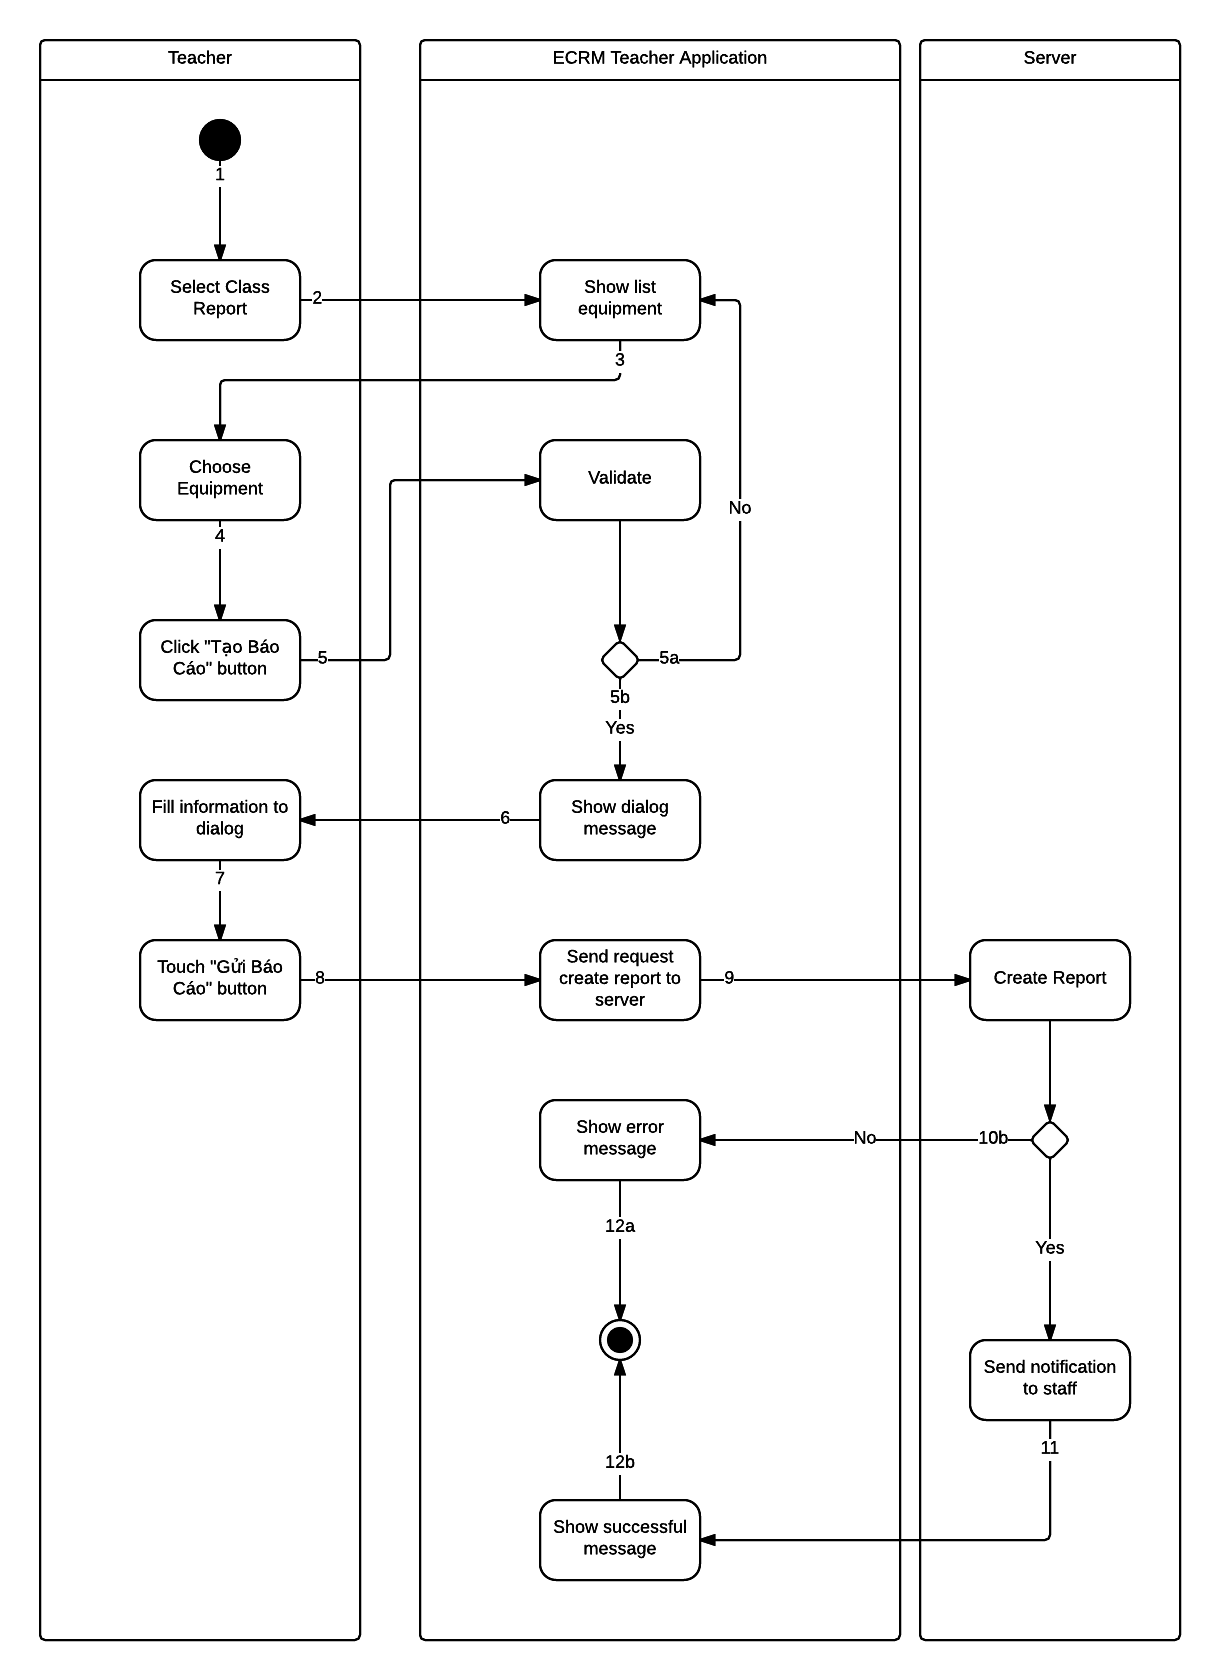 Teacher
ECRM Teacher Application
Server
1
Select Class
Report
2
Show list
equipment
3
Choose
Equipment
Validate
No
4
Click "Tạo Báo
Cáo" button
5
5a
5b
Yes
Fill information to
dialog
6
Show dialog
message
7
Touch "Gửi Báo
Cáo" button
8
Send request
create report to
server
9
Create Report
Show error
message
No
10b
12a
Yes
Send notification
to staff
11
12b
Show successful
message